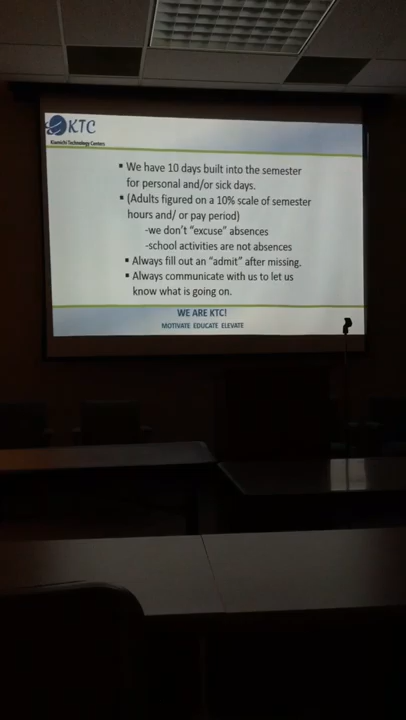 KTC
Kiamichi Technology Centers
▪ We have 10 days built into the semester
for personal and/or sick days.
▪ (Adults figured on a 10% scale of semester
hours and/ or pay period)
-we don't "excuse" absences
-school activities are not absences
▪ Always fill out an "admit" after missing.
▪ Always communicate with us to let us
know what is going on.
WE ARE KTC!
MOTIVATE EDUCATE ELEVATE